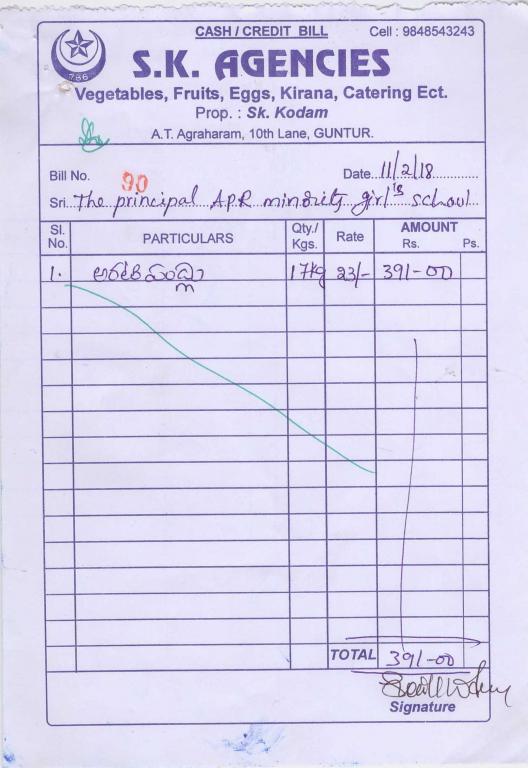 CASH / CREDIT BILL
Cell : 9848543243
786
S.K. AGENCIES
Vegetables, Fruits, Eggs, Kirana, Catering Ect.
Prop. : Sk. Kodam
A.T. Agraharam, 10th Lane, GUNTUR.
Bill No. 90 Date 11/2/18
Sri. The principal APR minority girl's school
Sl. No. PARTICULARS Qty./ Kgs. Rate AMOUNT Rs. Ps.
1. అరటిపండ్లు 17kg 23/- 391-00
TOTAL 391-00
Signature